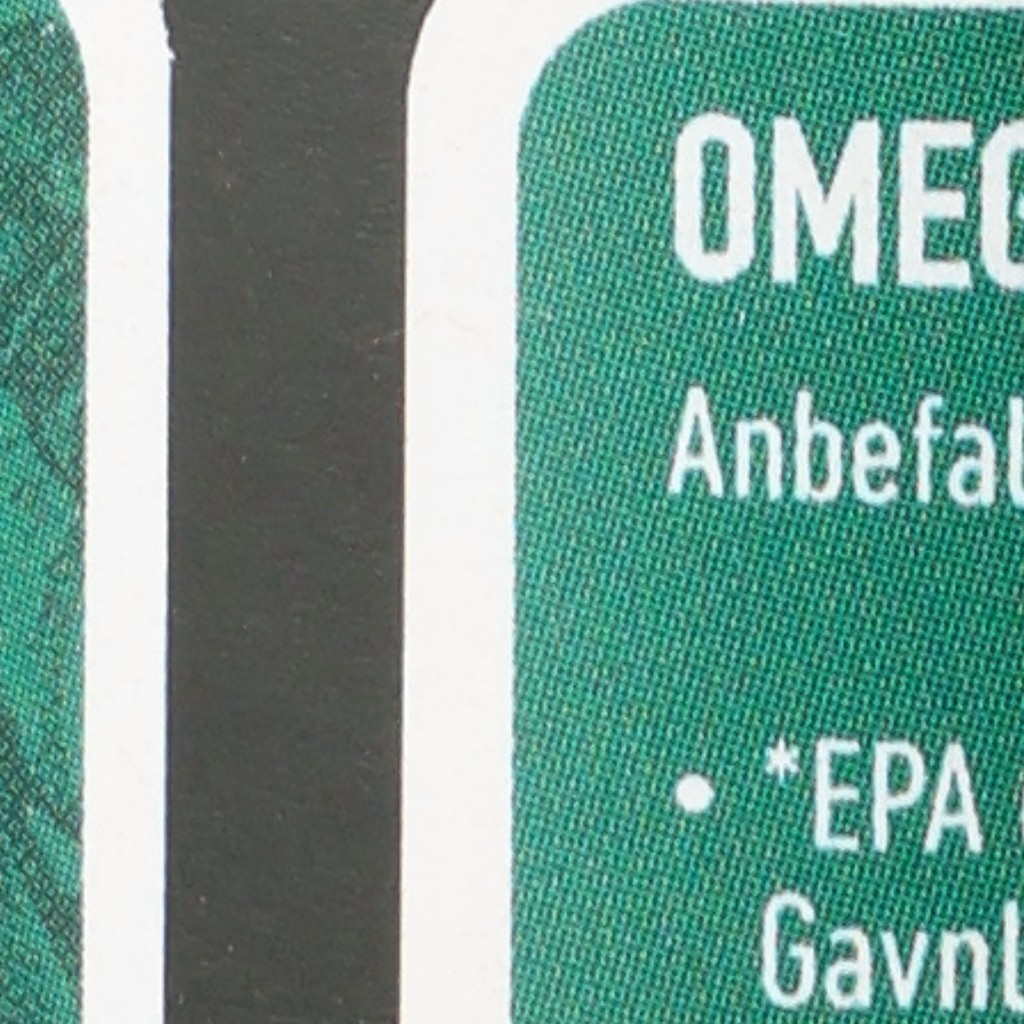 OMEG
Anbefal
• *EPA
Gavnl